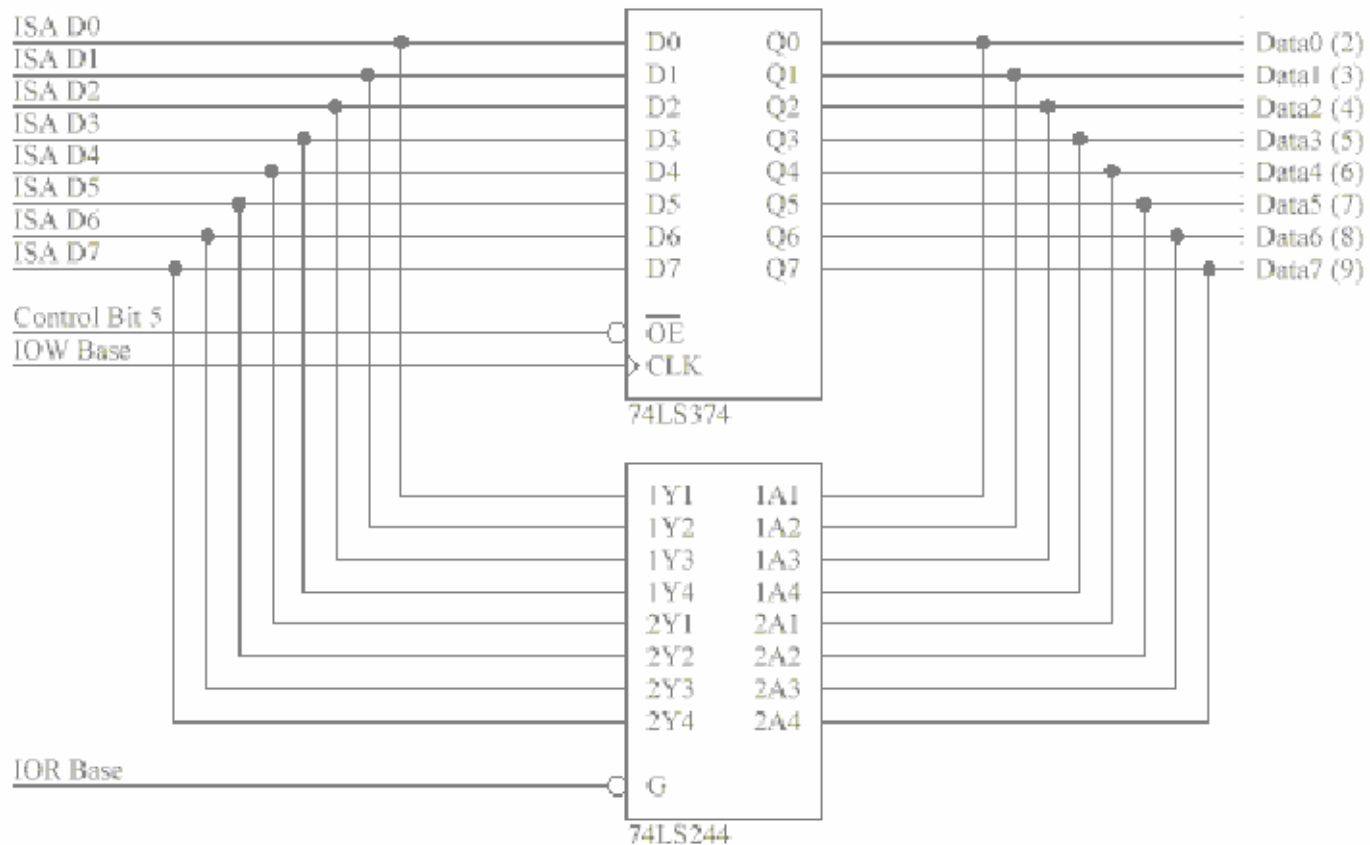 ISA D0
ISA D1
ISA D2
ISA D3
ISA D4
ISA D5
ISA D6
ISA D7
Control Bit 5
IOW Base
D0 Q0
D1 Q1
D2 Q2
D3 Q3
D4 Q4
D5 Q5
D6 Q6
D7 Q7
OE
CLK
74LS374
Data0 (2)
Data1 (3)
Data2 (4)
Data3 (5)
Data4 (6)
Data5 (7)
Data6 (8)
Data7 (9)
1Y1 1A1
1Y2 1A2
1Y3 1A3
1Y4 1A4
2Y1 2A1
2Y2 2A2
2Y3 2A3
2Y4 2A4
IOR Base
G
74LS244